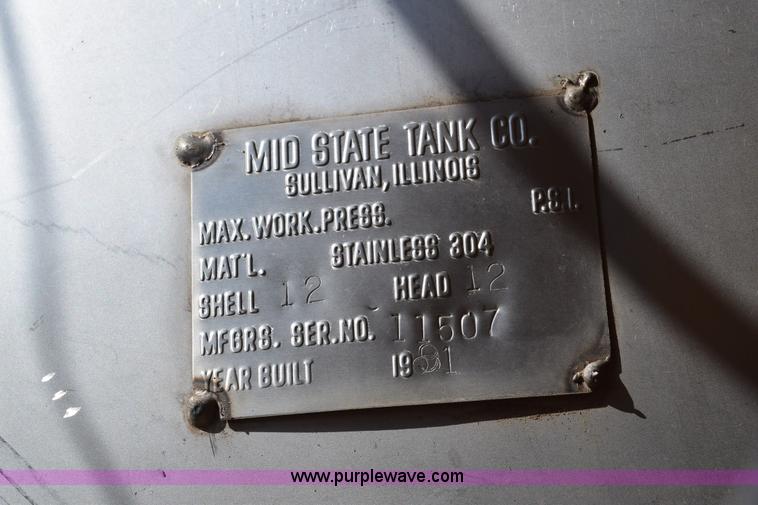 MID STATE TANK CO.
SULLIVAN, ILLINOIS
MAX. WORK. PRESS. P.S.I.
MAT'L. STAINLESS 304
SHELL 12 HEAD 12
MFGRS. SER. NO. 11507
YEAR BUILT 1981
www.purplewave.com